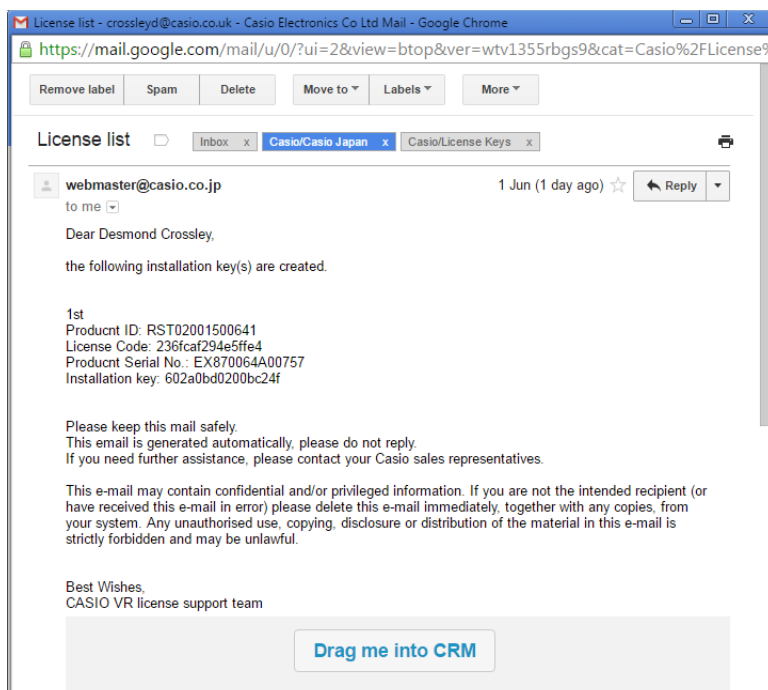 License list - crossleyd@casio.co.uk - Casio Electronics Co Ltd Mail - Google Chrome
https://mail.google.com/mail/u/0/?ui=2&view=btop&ver=wtv1355rbgs9&cat=Casio%2FLicense%
Remove label Spam Delete Move to Labels More
License list Inbox x Casio/Casio Japan x Casio/License Keys x
webmaster@casio.co.jp 1 Jun (1 day ago) Reply
to me
Dear Desmond Crossley,
the following installation key(s) are created.
1st
Producnt ID: RST02001500641
License Code: 236fcaf294e5ffe4
Producnt Serial No.: EX870064A00757
Installation key: 602a0bd0200bc24f
Please keep this mail safely.
This email is generated automatically, please do not reply.
If you need further assistance, please contact your Casio sales representatives.
This e-mail may contain confidential and/or privileged information. If you are not the intended recipient (or
have received this e-mail in error) please delete this e-mail immediately, together with any copies, from
your system. Any unauthorised use, copying, disclosure or distribution of the material in this e-mail is
strictly forbidden and may be unlawful.
Best Wishes,
CASIO VR license support team
Drag me into CRM